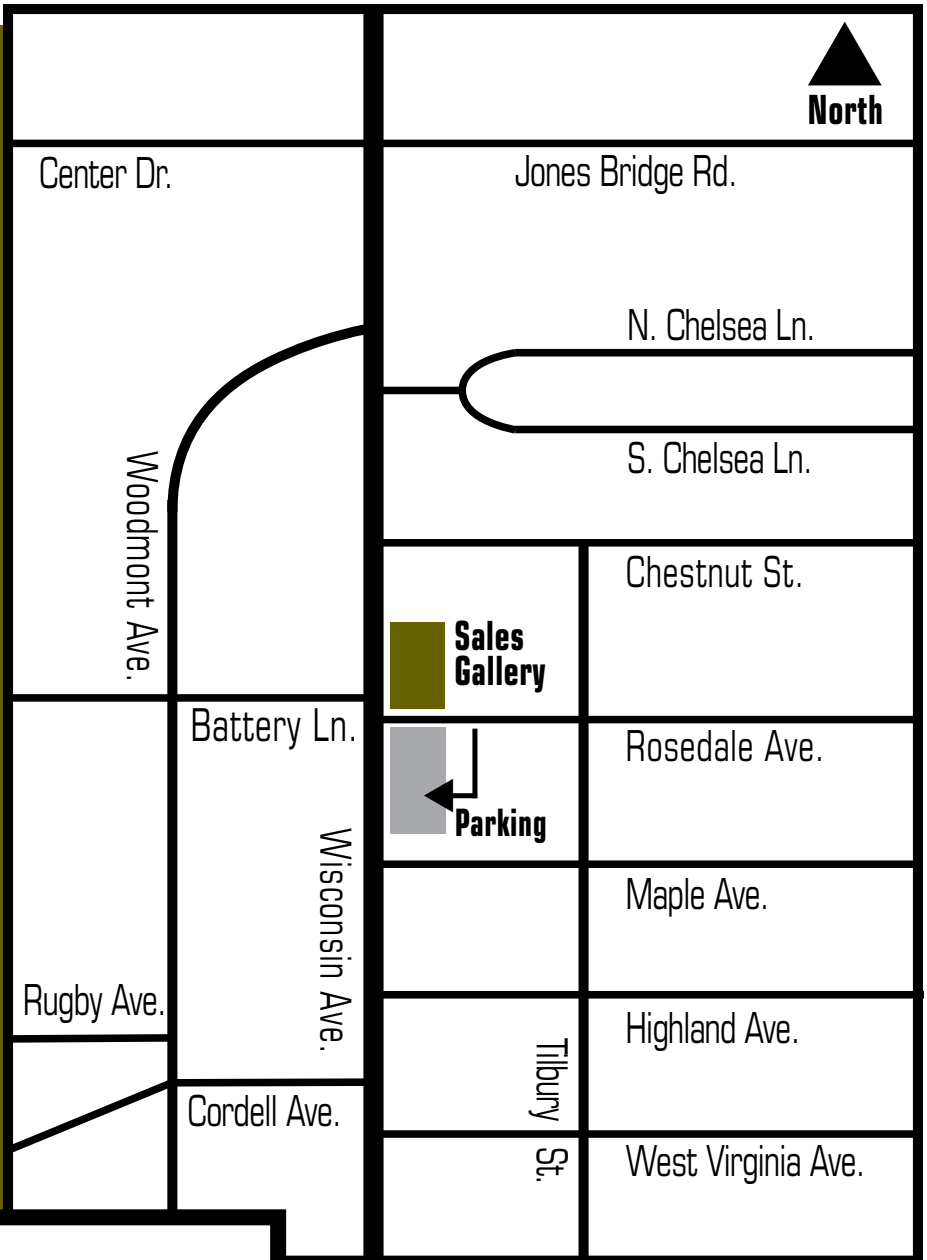 North
Center Dr.
Jones Bridge Rd.
N. Chelsea Ln.
Woodmont Ave.
S. Chelsea Ln.
Chestnut St.
Sales
Gallery
Battery Ln.
Rosedale Ave.
Parking
Wisconsin Ave.
Maple Ave.
Rugby Ave.
Highland Ave.
Tilbury St.
Cordell Ave.
West Virginia Ave.